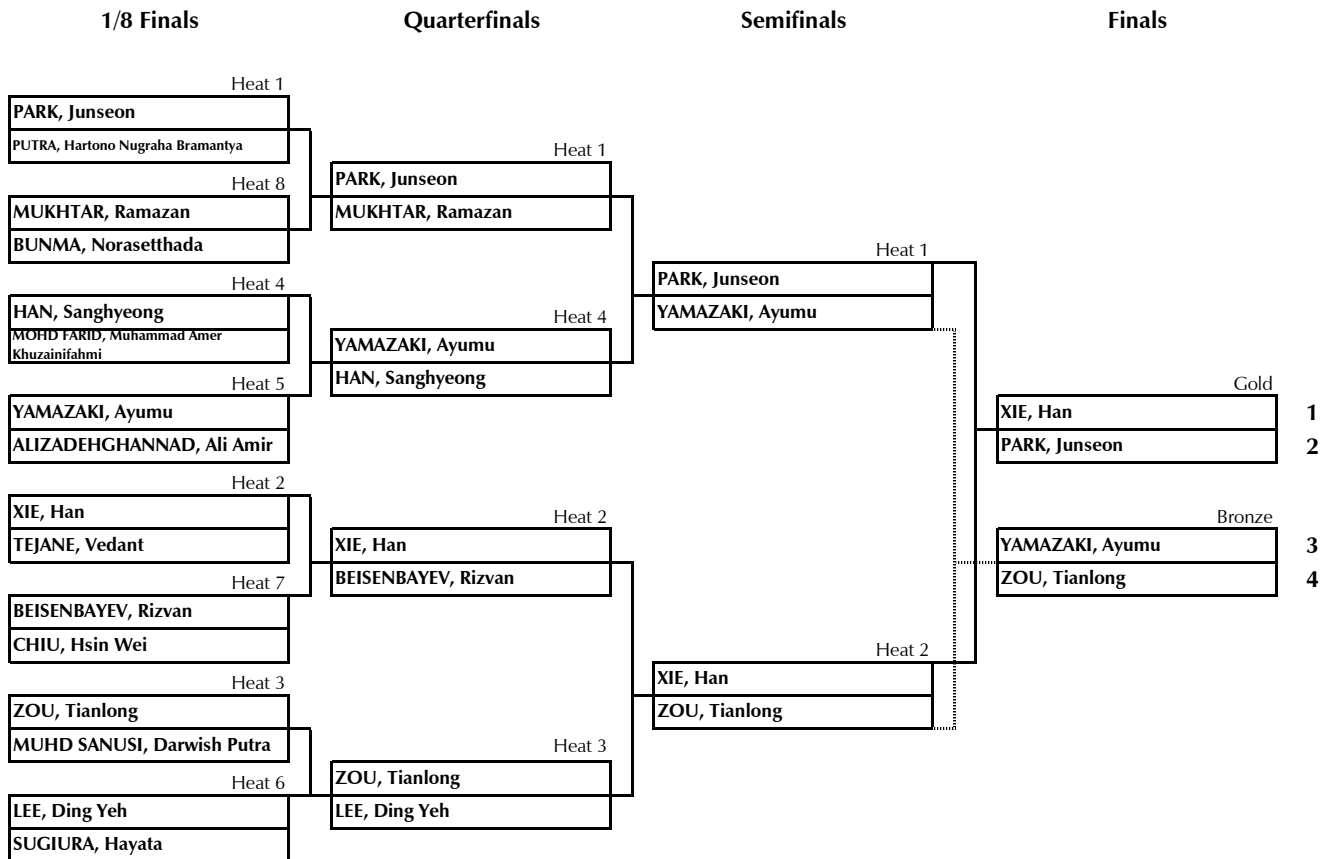 1/8 Finals
Quarterfinals
Semifinals
Finals
Heat 1
PARK, Junseon
PUTRA, Hartono Nugraha Bramantya
Heat 8
MUKHTAR, Ramazan
BUNMA, Norasetthada
Heat 4
HAN, Sanghyeong
MOHD FARID, Muhammad Amer
Khuzainifahmi
Heat 5
YAMAZAKI, Ayumu
ALIZADEHGHANNAD, Ali Amir
Heat 2
XIE, Han
TEJANE, Vedant
Heat 7
BEISENBAYEV, Rizvan
CHIU, Hsin Wei
Heat 3
ZOU, Tianlong
MUHD SANUSI, Darwish Putra
Heat 6
LEE, Ding Yeh
SUGIURA, Hayata
Heat 1
PARK, Junseon
MUKHTAR, Ramazan
Heat 4
YAMAZAKI, Ayumu
HAN, Sanghyeong
Heat 2
XIE, Han
BEISENBAYEV, Rizvan
Heat 3
ZOU, Tianlong
LEE, Ding Yeh
Heat 1
PARK, Junseon
YAMAZAKI, Ayumu
Heat 2
XIE, Han
ZOU, Tianlong
Gold
XIE, Han 1
PARK, Junseon 2
Bronze
YAMAZAKI, Ayumu 3
ZOU, Tianlong 4